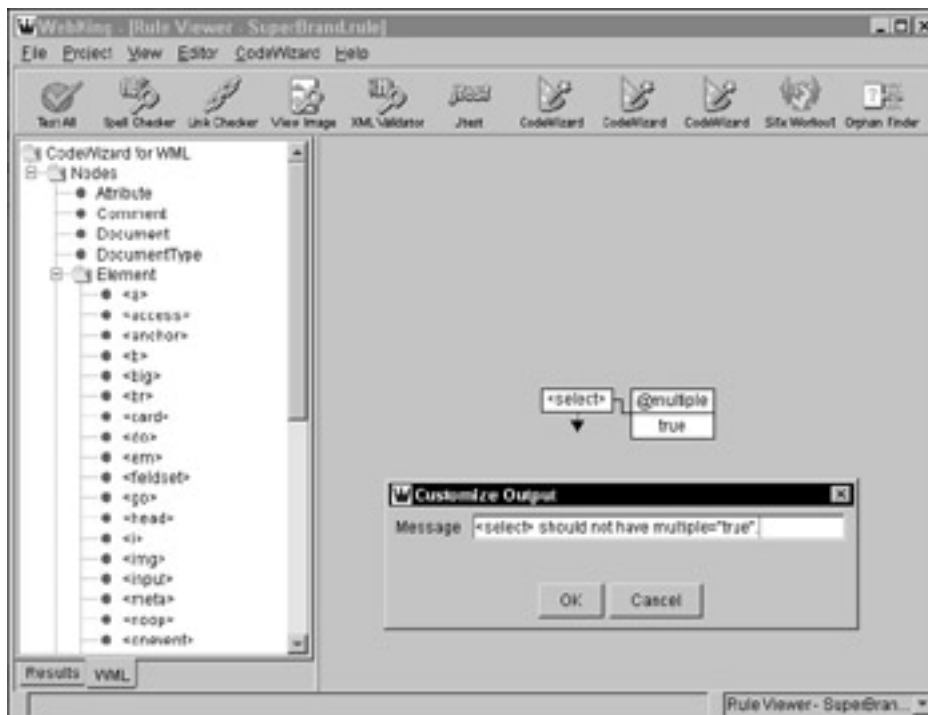 WebKing - [Rule Viewer - SuperBrand.rule]
File Project View Editor CodeWizard Help
Test All Spell Checker Link Checker View Image XML Validator Jtest CodeWizard CodeWizard CodeWizard Site Workout Orphan Finder
CodeWizard for WML
Nodes
Attribute
Comment
Document
DocumentType
Element
<a>
<access>
<anchor>
<b>
<big>
<br>
<card>
<do>
<em>
<fieldset>
<go>
<head>
<i>
<img>
<input>
<meta>
<noop>
<onevent>
<select> @multiple
true
Customize Output
Message <select> should not have multiple="true".
OK Cancel
Results WML
Rule Viewer - SuperBran...